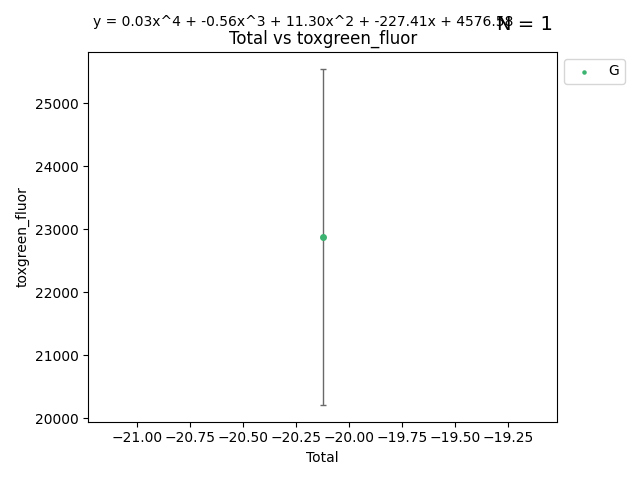 y = 0.03x^4 + -0.56x^3 + 11.30x^2 + -227.41x + 4576.58
N = 1
Total vs toxgreen_fluor
G
25000
24000
23000
22000
21000
20000
toxgreen_fluor
−21.00 −20.75 −20.50 −20.25 −20.00 −19.75 −19.50 −19.25
Total